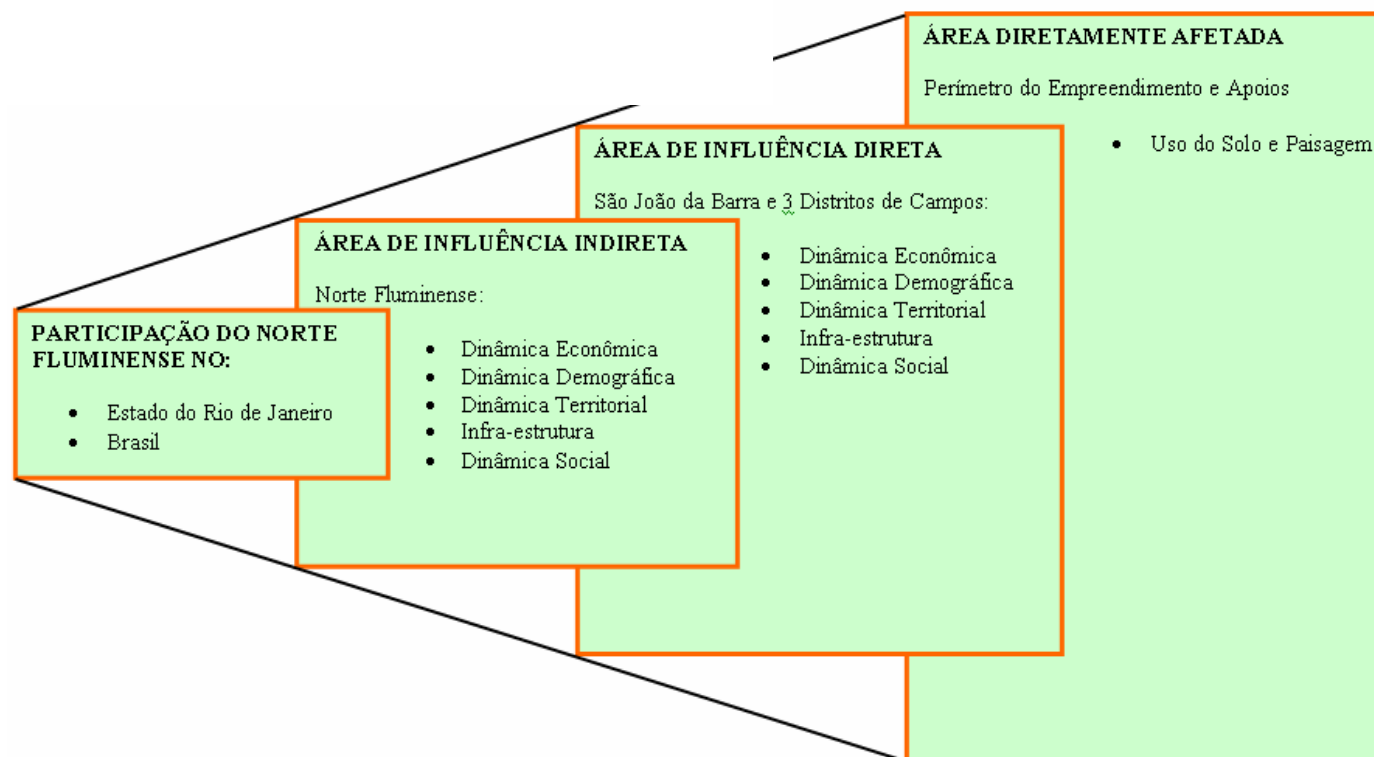 PARTICIPAÇÃO DO NORTE
FLUMINENSE NO:
• Estado do Rio de Janeiro
• Brasil
ÁREA DE INFLUÊNCIA INDIRETA
Norte Fluminense:
• Dinâmica Econômica
• Dinâmica Demográfica
• Dinâmica Territorial
• Infra-estrutura
• Dinâmica Social
ÁREA DE INFLUÊNCIA DIRETA
São João da Barra e 3 Distritos de Campos:
• Dinâmica Econômica
• Dinâmica Demográfica
• Dinâmica Territorial
• Infra-estrutura
• Dinâmica Social
ÁREA DIRETAMENTE AFETADA
Perímetro do Empreendimento e Apoios
• Uso do Solo e Paisagem